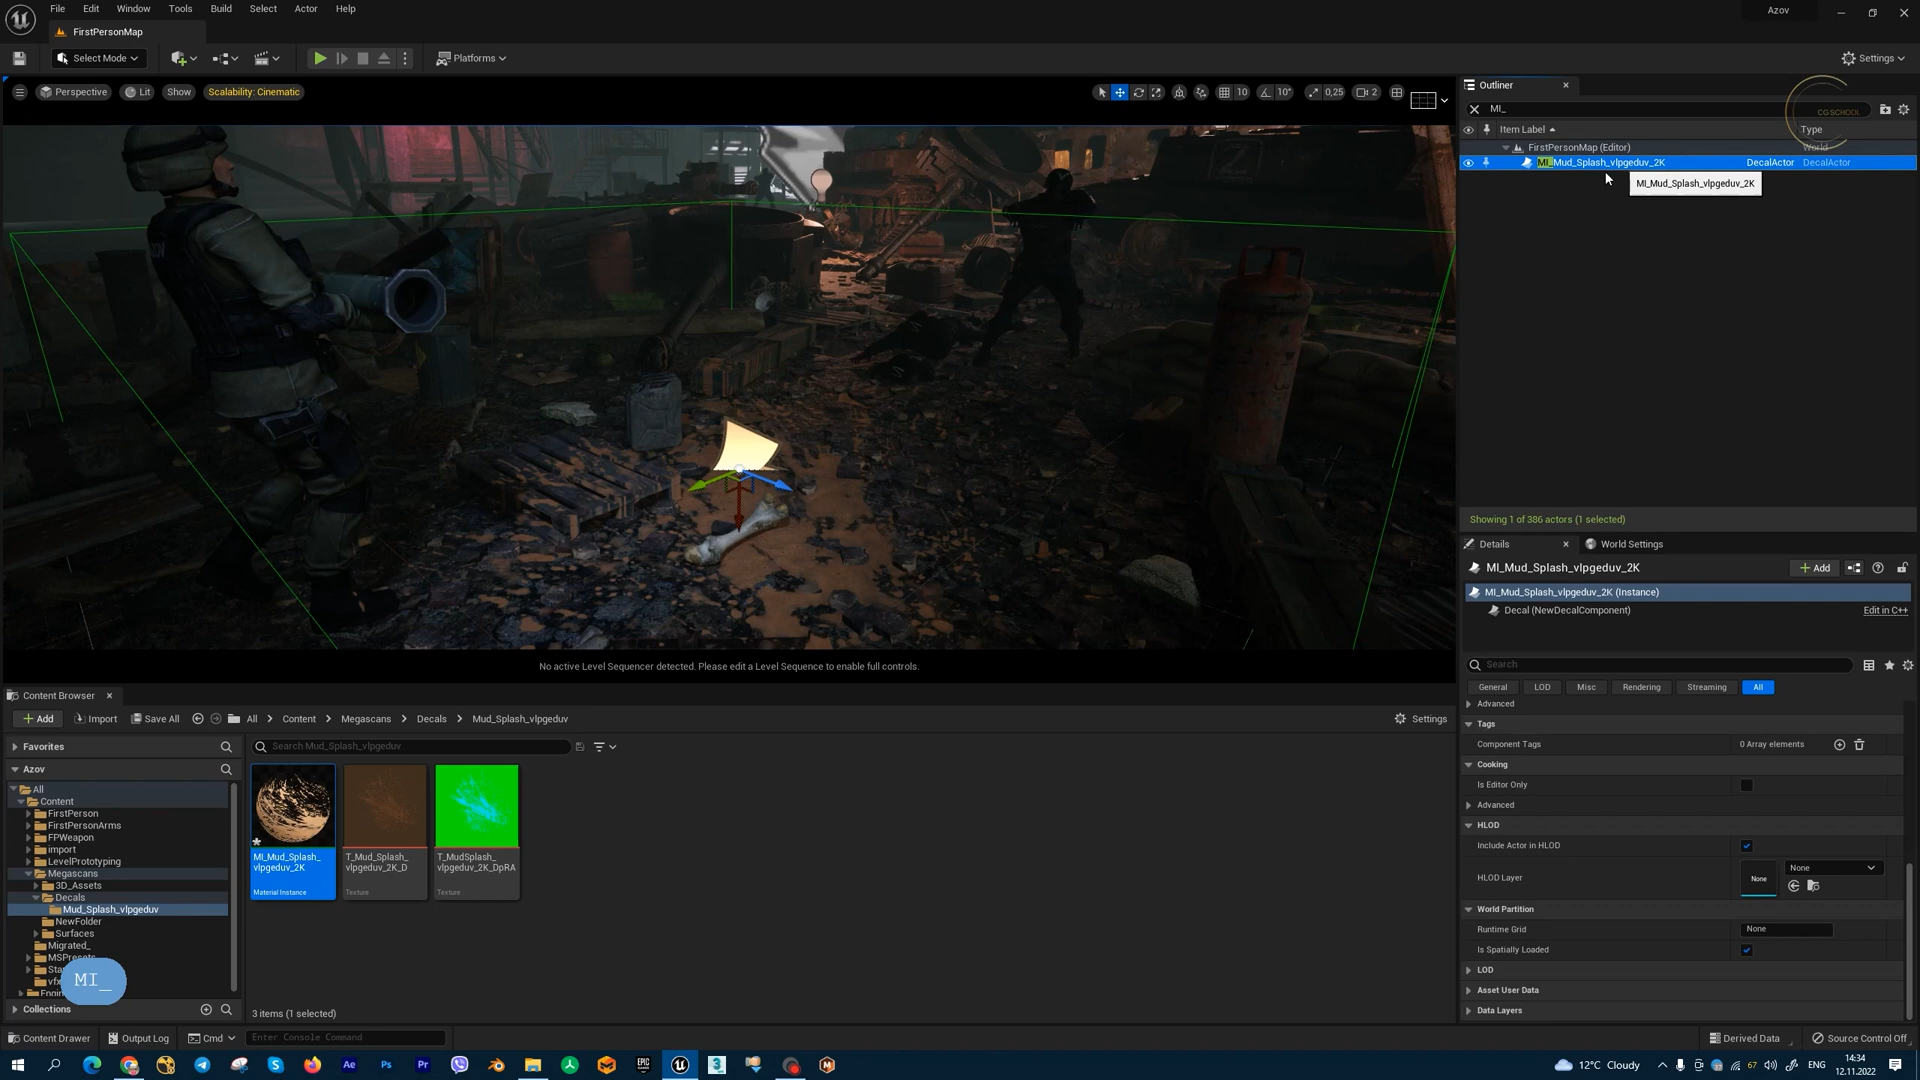 File Edit Window Tools Build Select Actor Help
Azov
FirstPersonMap
Select Mode
Platforms
Settings
Perspective Lit Show Scalability: Cinematic
10 10° 0,25 2
No active Level Sequencer detected. Please edit a Level Sequence to enable full controls.
Outliner
MI_
CGSCHOOL
Item Label Type
FirstPersonMap (Editor) World
MI_Mud_Splash_vlpgeduv_2K DecalActor DecalActor
MI_Mud_Splash_vlpgeduv_2K
Showing 1 of 386 actors (1 selected)
Details World Settings
MI_Mud_Splash_vlpgeduv_2K Add
MI_Mud_Splash_vlpgeduv_2K (Instance)
Decal (NewDecalComponent) Edit in C++
Search
General LOD Misc Rendering Streaming All
Advanced
Tags
Component Tags 0 Array elements
Cooking
Is Editor Only
Advanced
HLOD
Include Actor in HLOD
HLOD Layer None None
World Partition
Runtime Grid None
Is Spatially Loaded
LOD
Asset User Data
Data Layers
Content Browser
Add Import Save All All Content Megascans Decals Mud_Splash_vlpgeduv Settings
Favorites
Azov
All
Content
FirstPerson
FirstPersonArms
FPWeapon
import
LevelPrototyping
Megascans
3D_Assets
Decals
Mud_Splash_vlpgeduv
NewFolder
Surfaces
Migrated_
MSPresets
MI_
Collections
Search Mud_Splash_vlpgeduv
MI_Mud_Splash_
vlpgeduv_2K
Material Instance
T_Mud_Splash_
vlpgeduv_2K_D
Texture
T_MudSplash_
vlpgeduv_2K_DpRA
Texture
3 items (1 selected)
Content Drawer Output Log Cmd Enter Console Command Derived Data Source Control Off
Ae Ps Pr
12°C Cloudy 67 ENG
14:34
12.11.2022